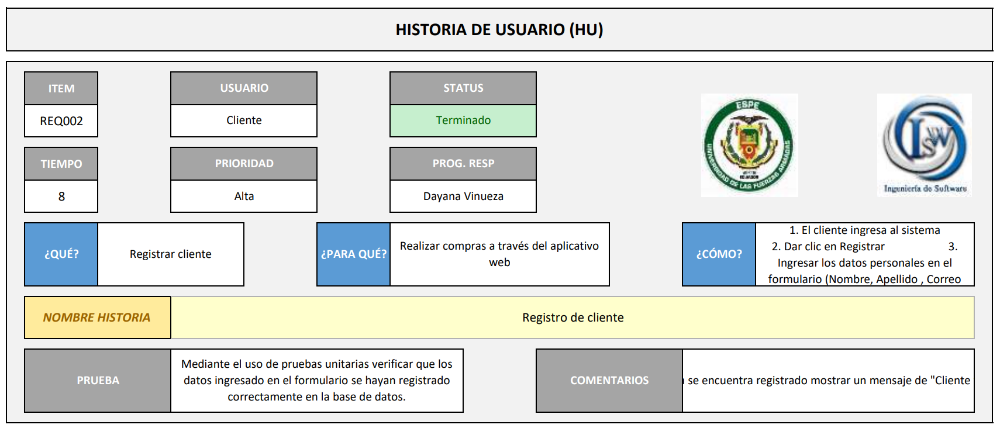 HISTORIA DE USUARIO (HU)
ITEM
USUARIO
STATUS
REQ002
Cliente
Terminado
ESPE
UNIVERSIDAD DE LAS FUERZAS ARMADAS
ECUADOR
ISW
Ingeniería de Software
TIEMPO
PRIORIDAD
PROG. RESP
8
Alta
Dayana Vinueza
¿QUÉ?
Registrar cliente
¿PARA QUÉ?
Realizar compras a través del aplicativo
web
¿CÓMO?
1. El cliente ingresa al sistema
2. Dar clic en Registrar 3.
Ingresar los datos personales en el
formulario (Nombre, Apellido , Correo
NOMBRE HISTORIA
Registro de cliente
PRUEBA
Mediante el uso de pruebas unitarias verificar que los
datos ingresado en el formulario se hayan registrado
correctamente en la base de datos.
COMENTARIOS
se encuentra registrado mostrar un mensaje de "Cliente